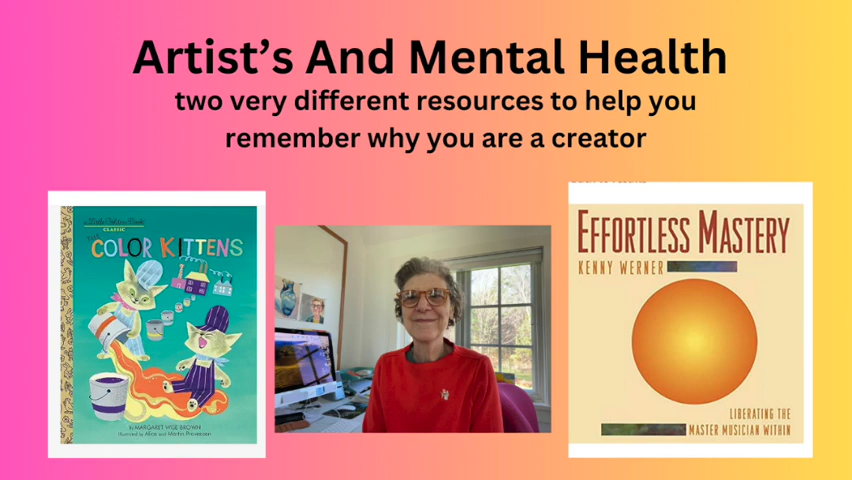 Artist's And Mental Health
two very different resources to help you
remember why you are a creator
a Little Golden Book
CLASSIC
THE
COLOR KITTENS
By MARGARET WISE BROWN
Illustrated by Alice and Martin Provensen
EFFORTLESS MASTERY
KENNY WERNER
LIBERATING THE
MASTER MUSICIAN WITHIN